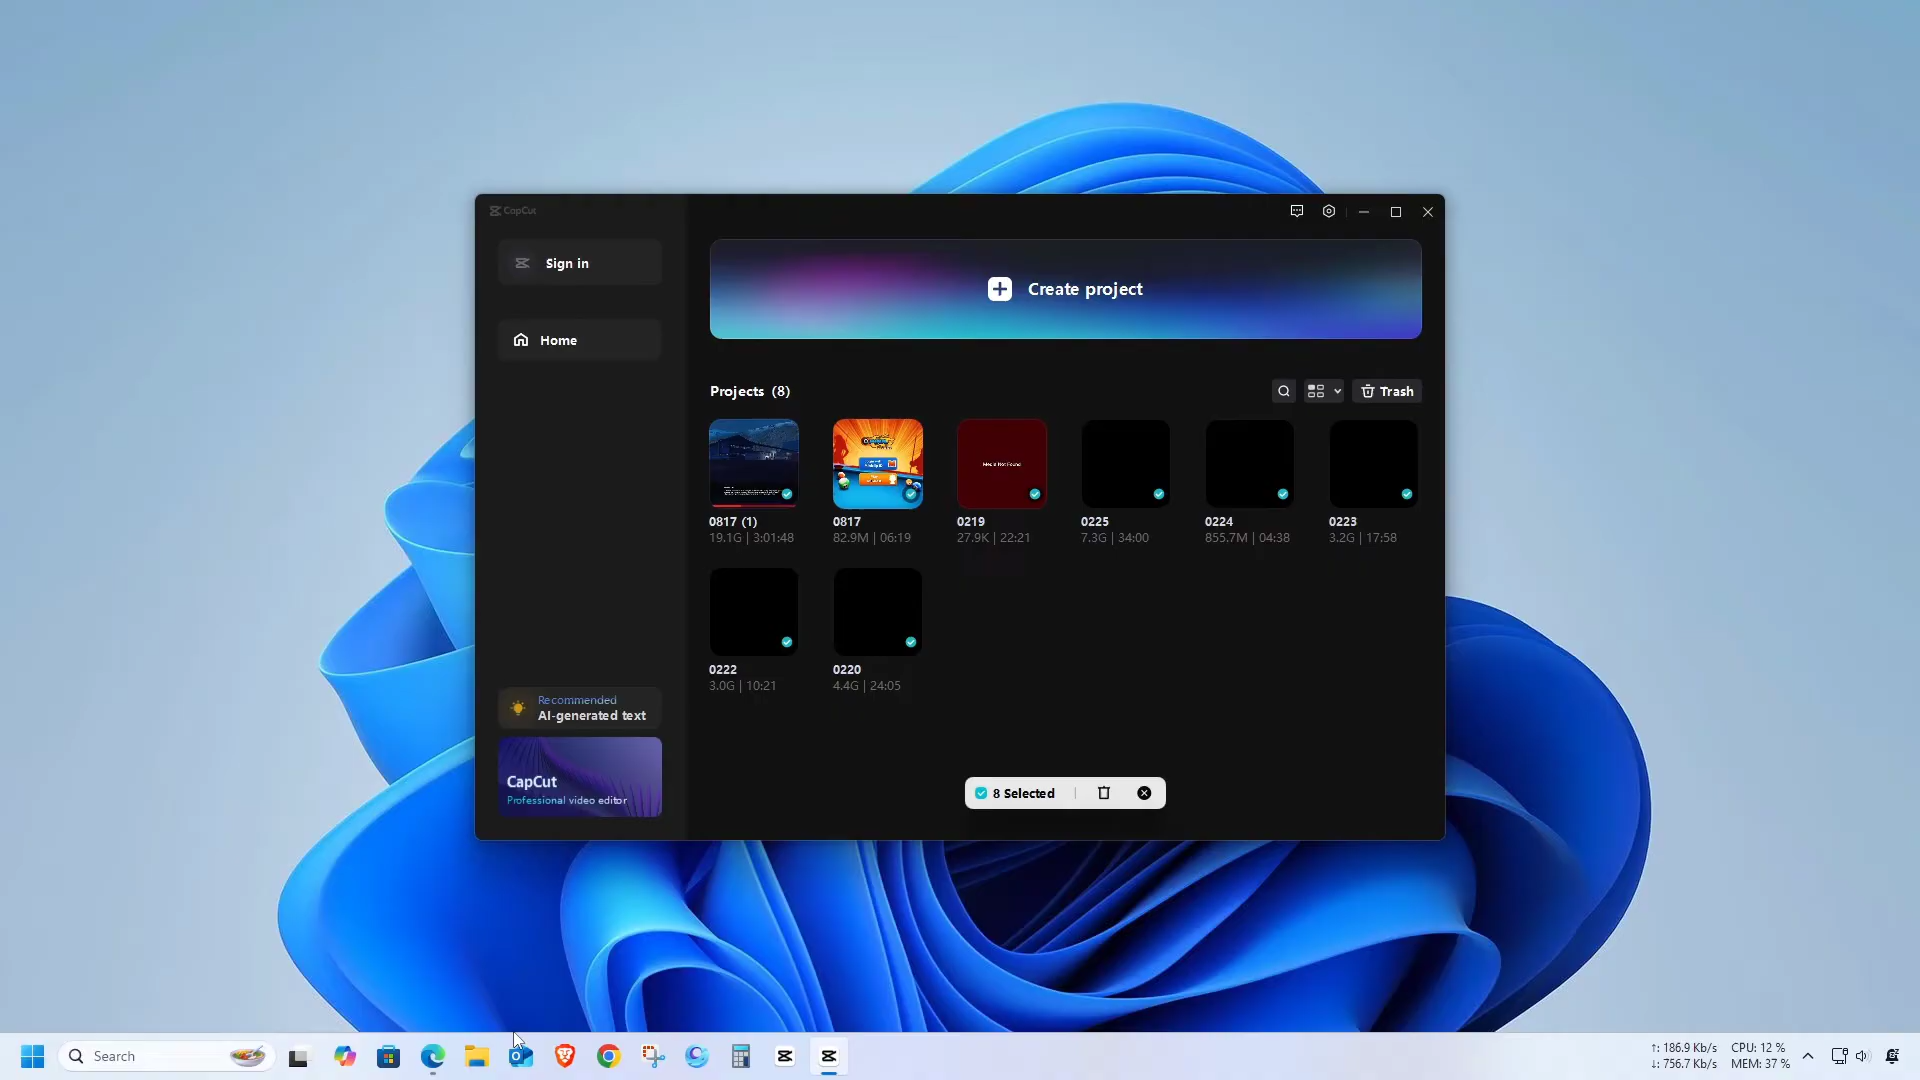 CapCut
Sign in
Home
Create project
Projects (8)
Trash
Media Not Found
0817 (1)
19.1G | 3:01:48
0817
82.9M | 06:19
0219
27.9K | 22:21
0225
7.3G | 34:00
0224
855.7M | 04:38
0223
3.2G | 17:58
0222
3.0G | 10:21
0220
4.4G | 24:05
Recommended
AI-generated text
CapCut
Professional video editor
8 Selected
Search
↑: 186.9 Kb/s
↓: 756.7 Kb/s
CPU: 12 %
MEM: 37 %